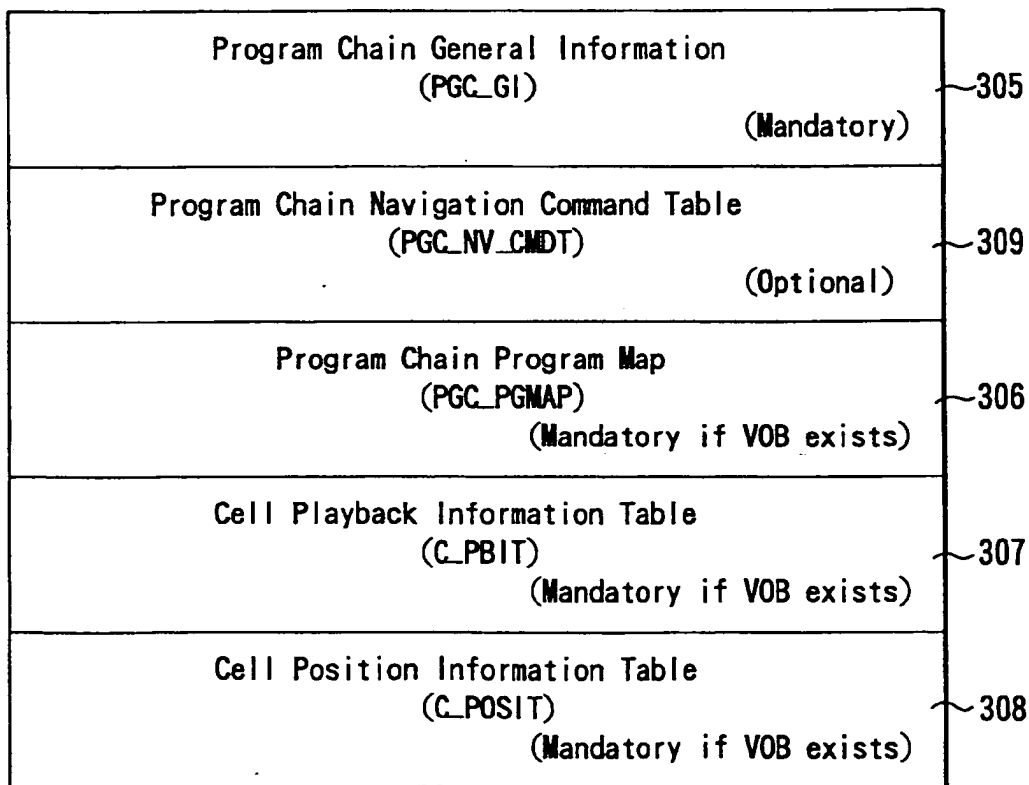 Program Chain General Information
(PGC_GI)
305
(Mandatory)
Program Chain Navigation Command Table
(PGC_NV_CMDT)
309
(Optional)
Program Chain Program Map
(PGC_PGMAP)
306
(Mandatory if VOB exists)
Cell Playback Information Table
(C_PBIT)
307
(Mandatory if VOB exists)
Cell Position Information Table
(C_POSIT)
308
(Mandatory if VOB exists)